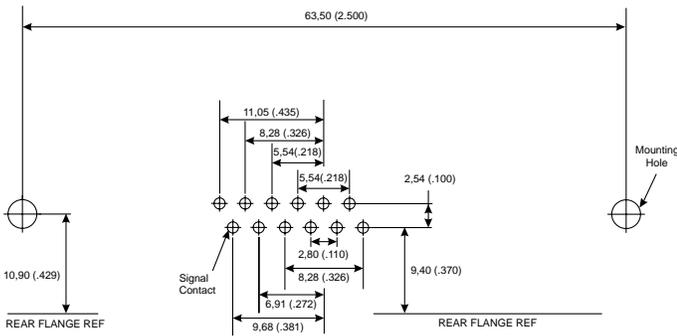 63,50 (2.500)
11,05 (.435)
8,28 (.326)
5,54(.218)
5,54(.218)
2,54 (.100)
Mounting
Hole
2,80 (.110)
Signal
Contact
8,28 (.326)
9,40 (.370)
10,90 (.429)
6,91 (.272)
9,68 (.381)
REAR FLANGE REF
REAR FLANGE REF